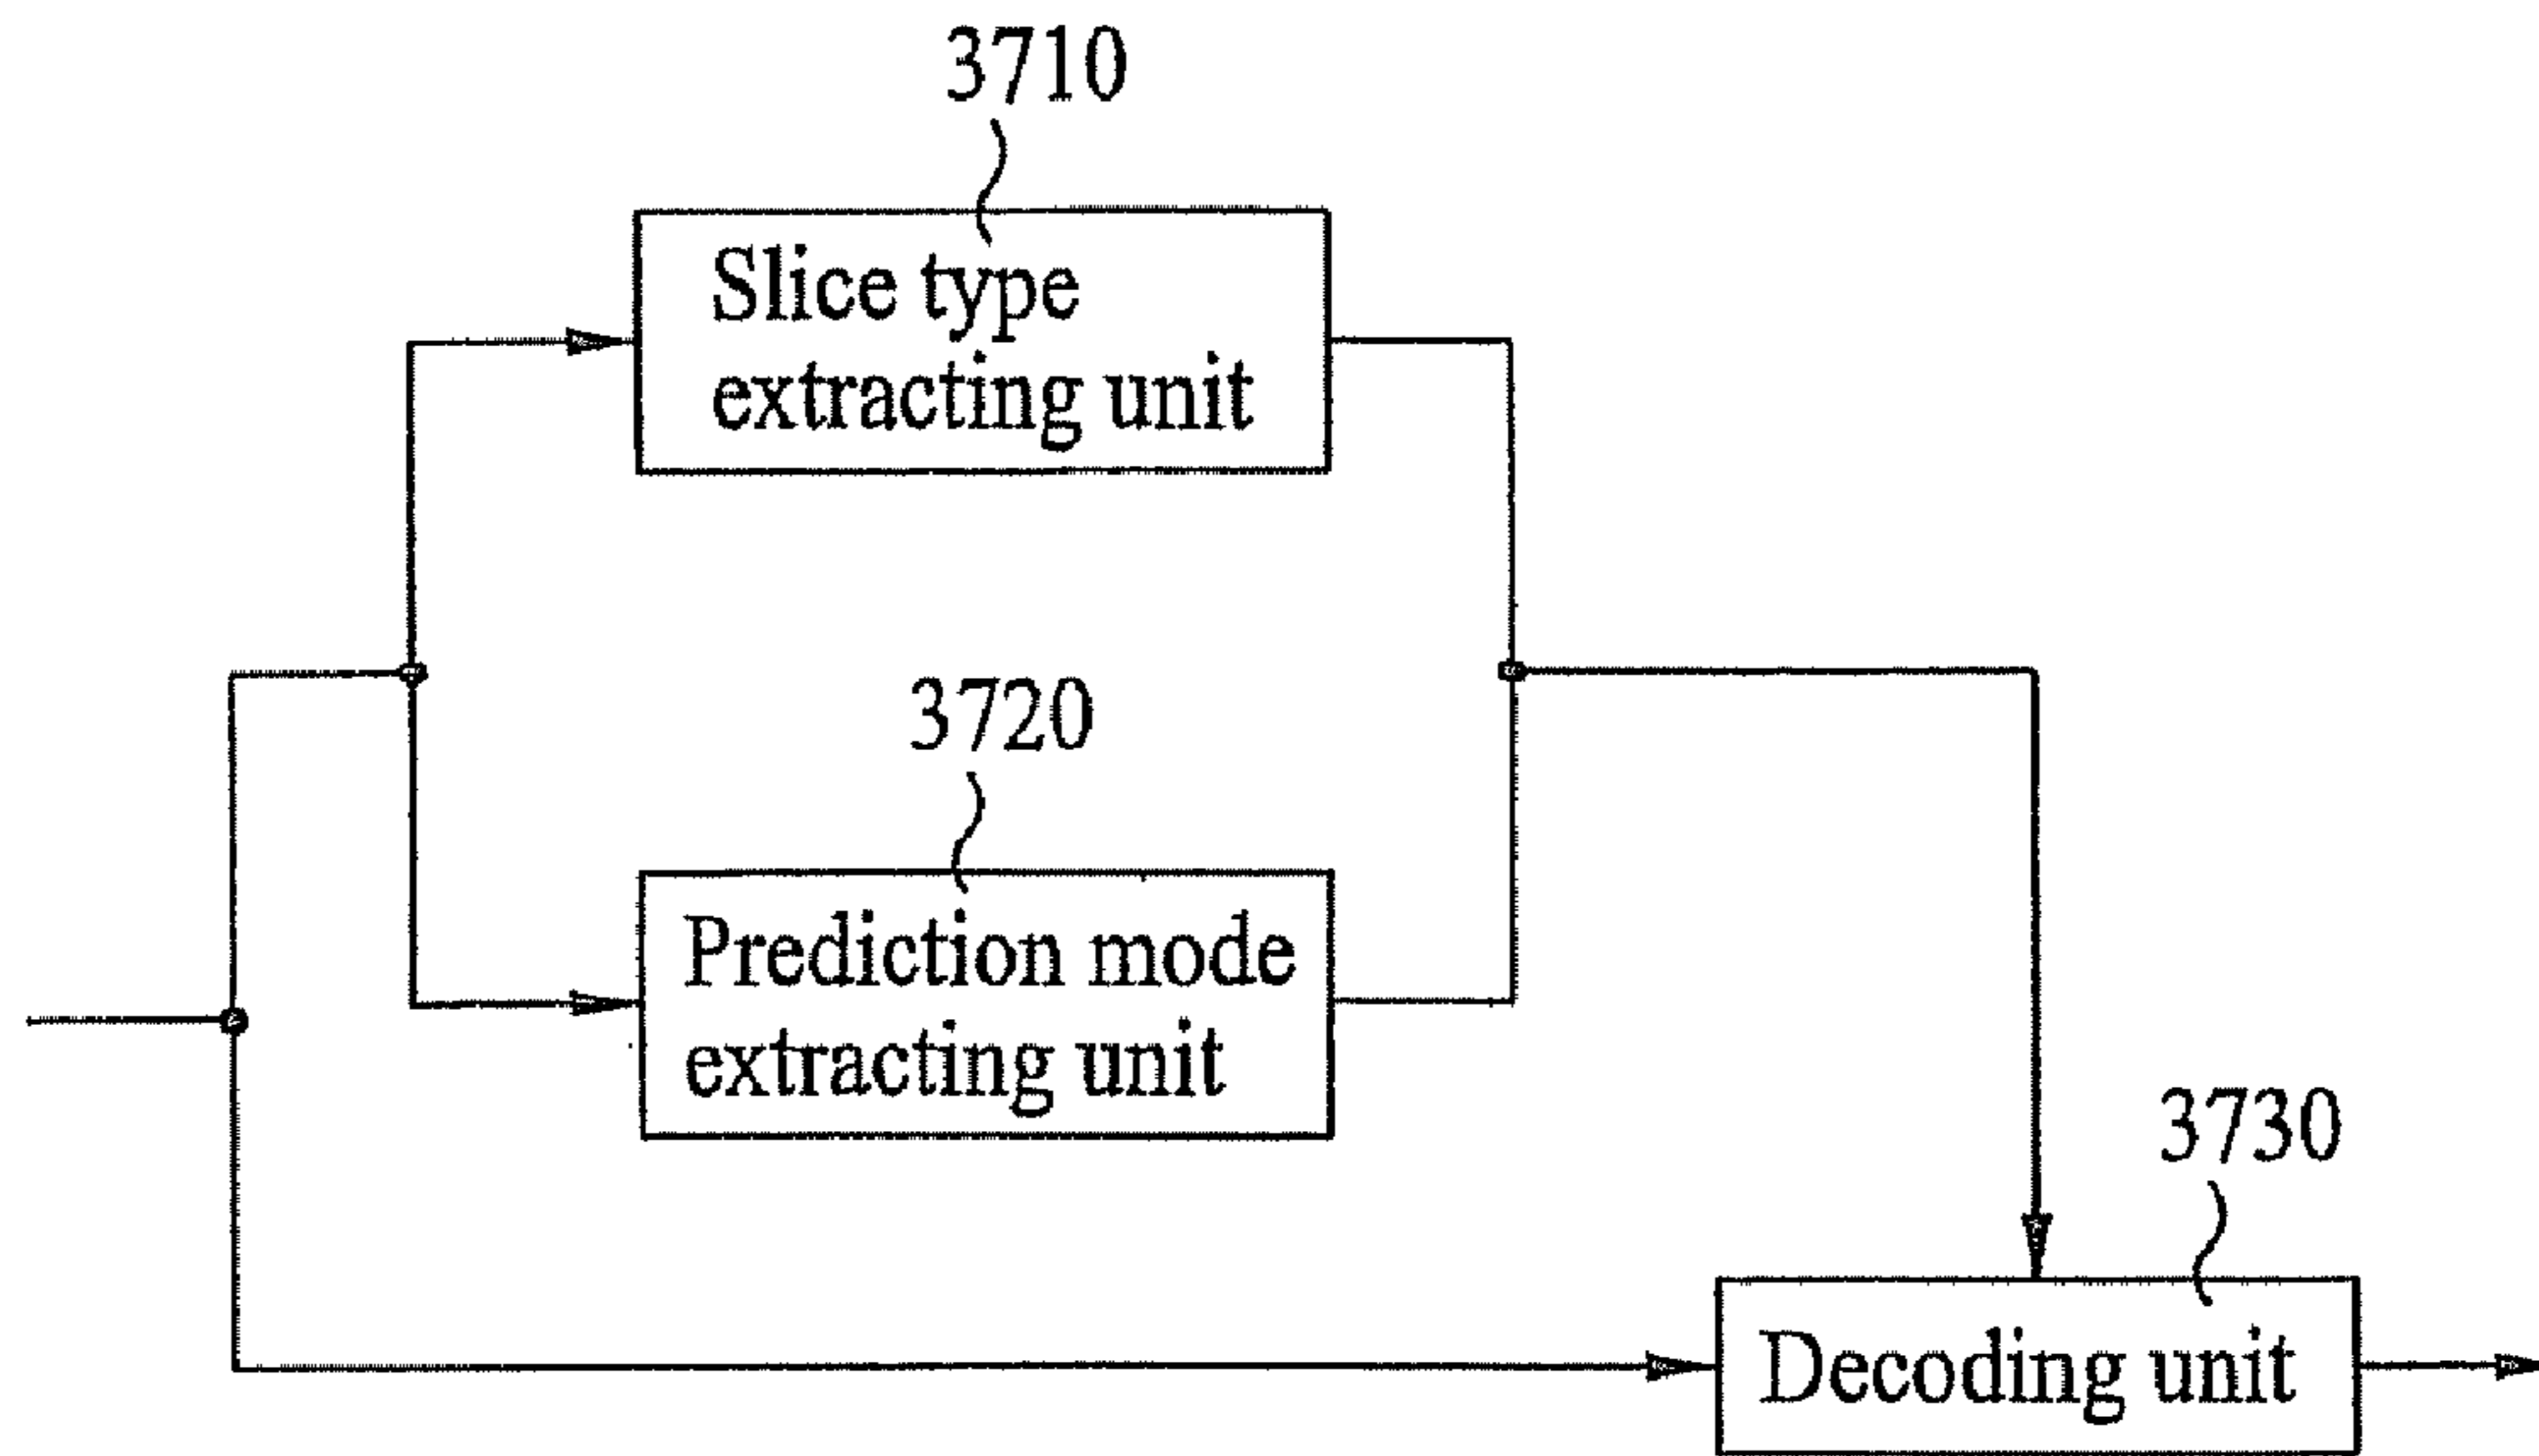 3710
Slice type
extracting unit
3720
Prediction mode
extracting unit
3730
Decoding unit